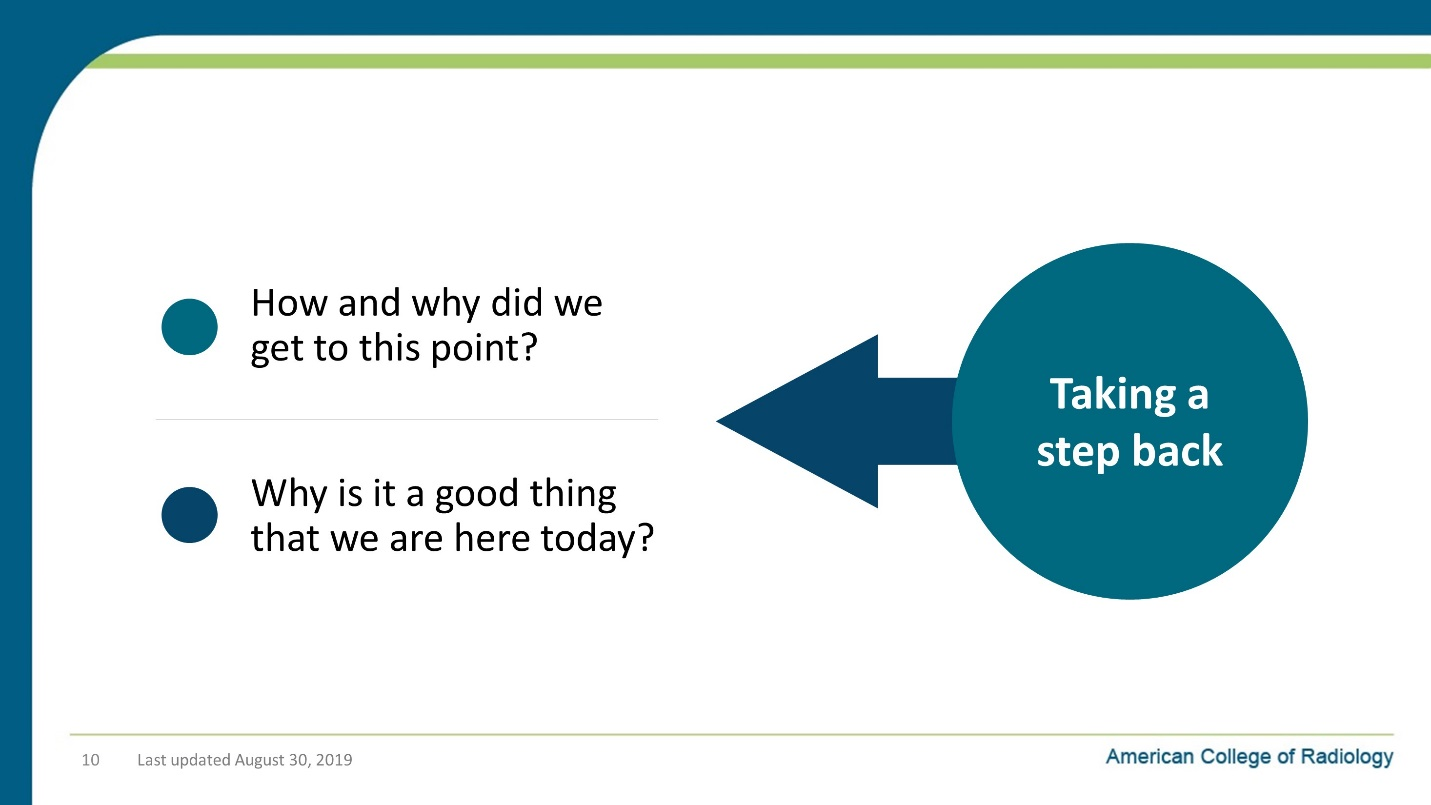 How and why did we
get to this point?
Why is it a good thing
that we are here today?
Taking a
step back
10 Last updated August 30, 2019
American College of Radiology